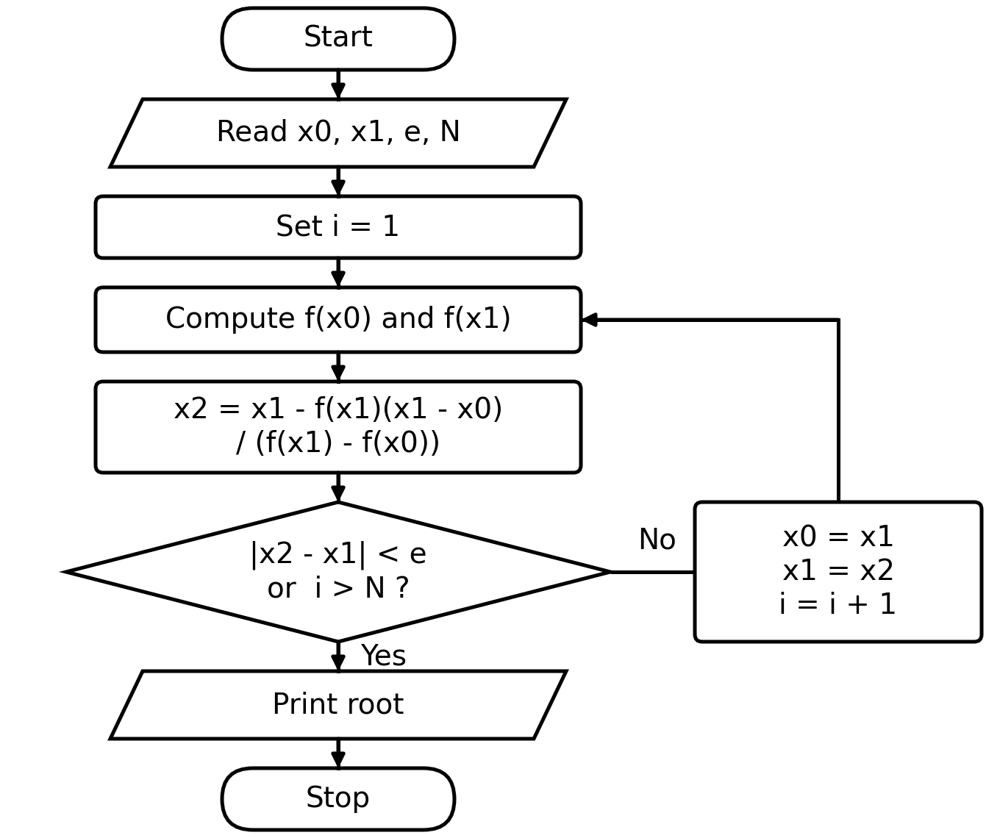 Start
Read x0, x1, e, N
Set i = 1
Compute f(x0) and f(x1)
x2 = x1 - f(x1)(x1 - x0)
/ (f(x1) - f(x0))
|x2 - x1| < e
or  i > N ?
No
x0 = x1
x1 = x2
i = i + 1
Yes
Print root
Stop